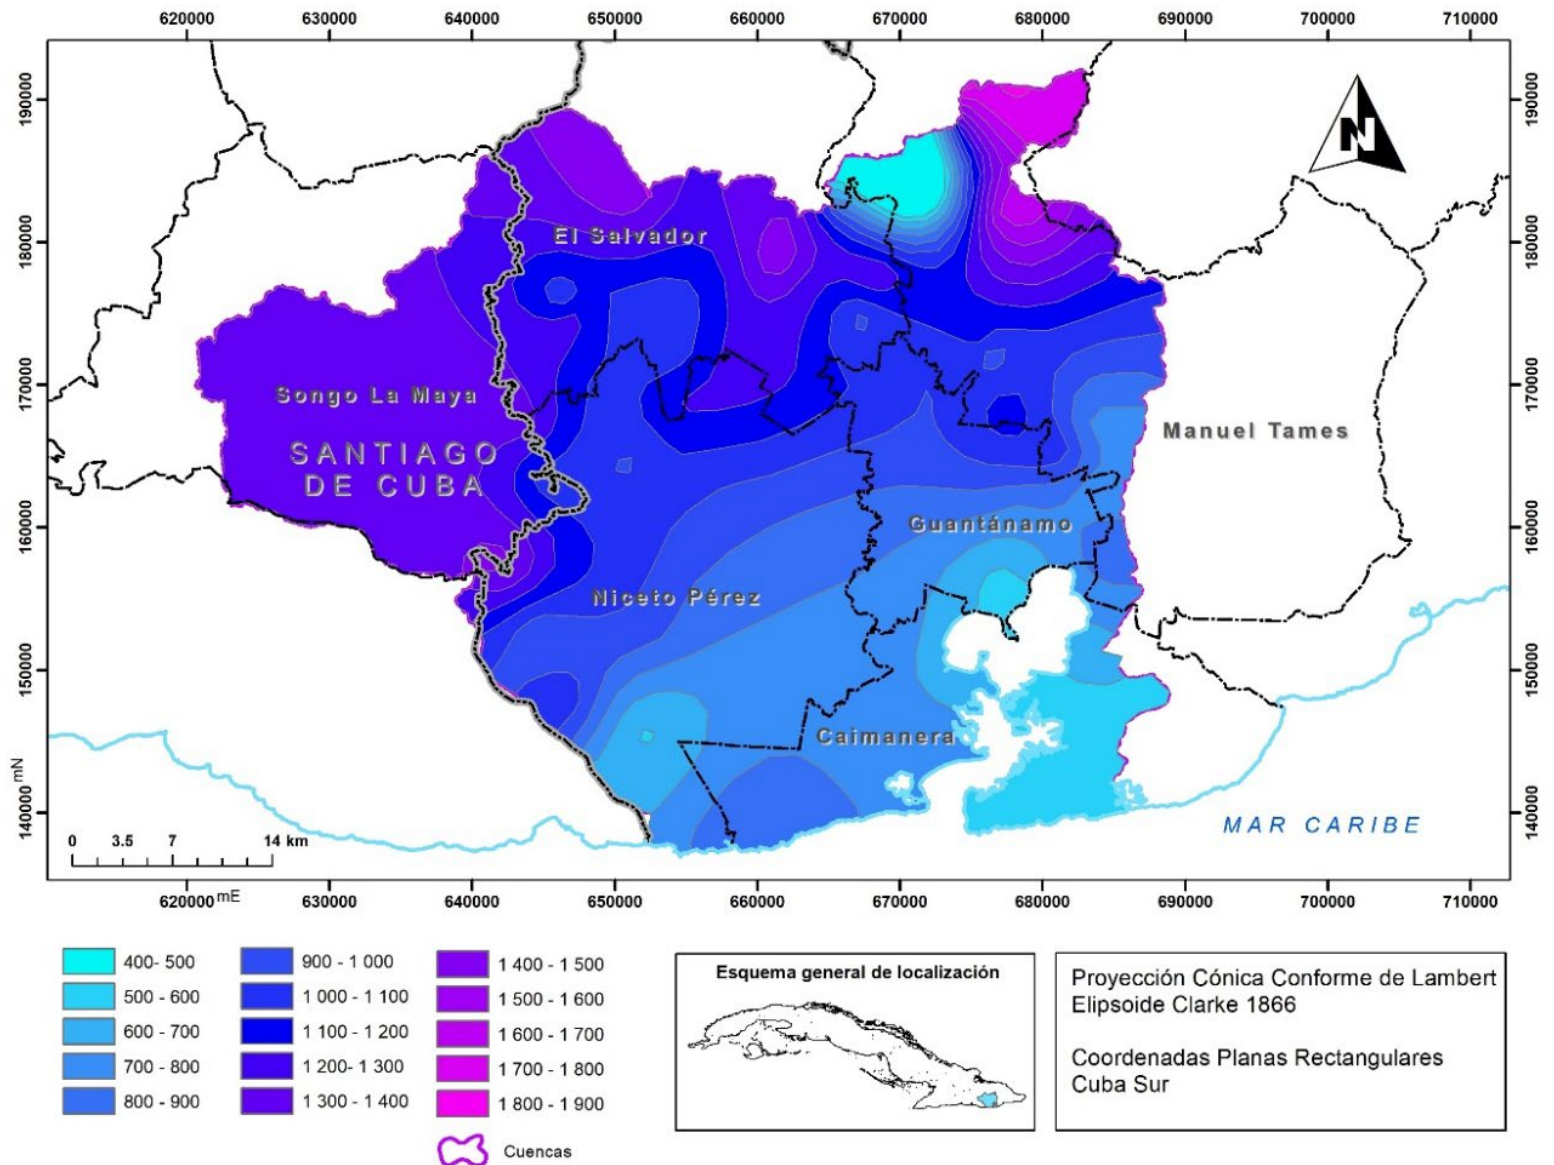 620000 630000 640000 650000 660000 670000 680000 690000 700000 710000
190000 190000
N
El Salvador
180000 180000
170000 170000
Songo La Maya
SANTIAGO
DE CUBA
Manuel Tames
160000 160000
Guantánamo
Niceto Pérez
150000 150000
Caimanera
140000 mN 140000
MAR CARIBE
0 3.5 7 14 km
620000 mE 630000 640000 650000 660000 670000 680000 690000 700000 710000
400- 500
500 - 600
600 - 700
700 - 800
800 - 900
900 - 1 000
1 000 - 1 100
1 100 - 1 200
1 200- 1 300
1 300 - 1 400
1 400 - 1 500
1 500 - 1 600
1 600 - 1 700
1 700 - 1 800
1 800 - 1 900
Cuencas
Esquema general de localización
Proyección Cónica Conforme de Lambert
Elipsoide Clarke 1866
Coordenadas Planas Rectangulares
Cuba Sur